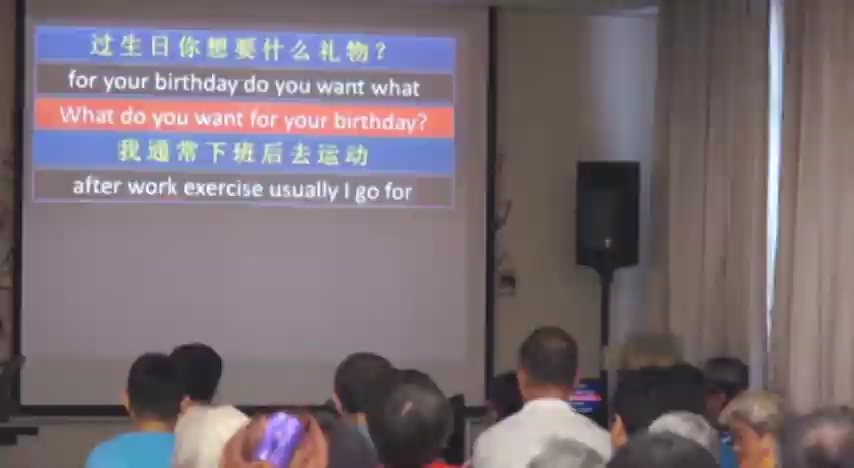 过生日你想要什么礼物?
for your birthday do you want what
What do you want for your birthday?
我通常下班后去运动
after work exercise usually I go for